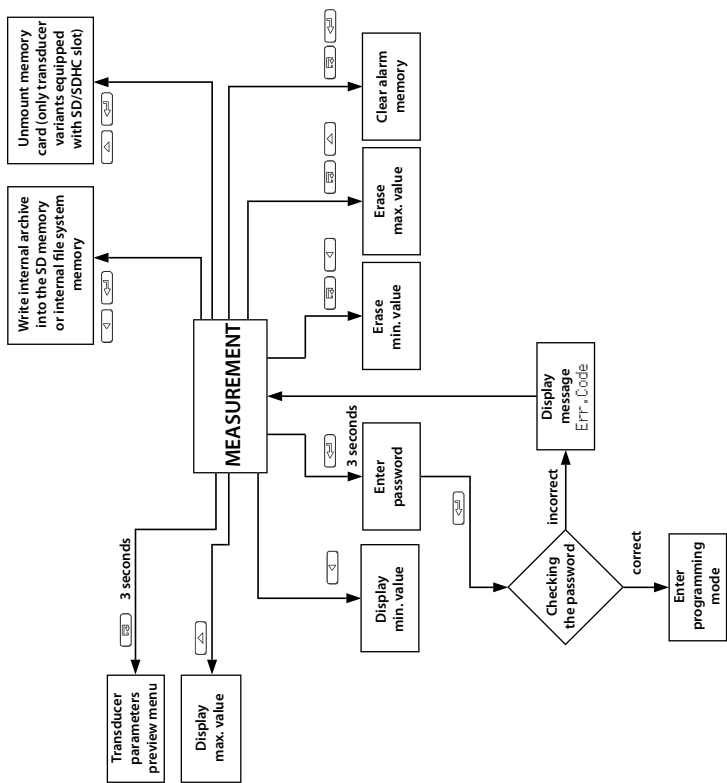 Unmount memory
card (only transducer
variants equipped
with SD/SDHC slot)
Write internal archive
into the SD memory
or internal file system
memory
MEASUREMENT
Clear alarm
memory
Erase
max. value
Erase
min. value
3 seconds
Enter
password
Display
message
Err.Code
incorrect
Checking
the password
correct
Enter
programming
mode
Display
min. value
3 seconds
Transducer
parameters
preview menu
Display
max. value